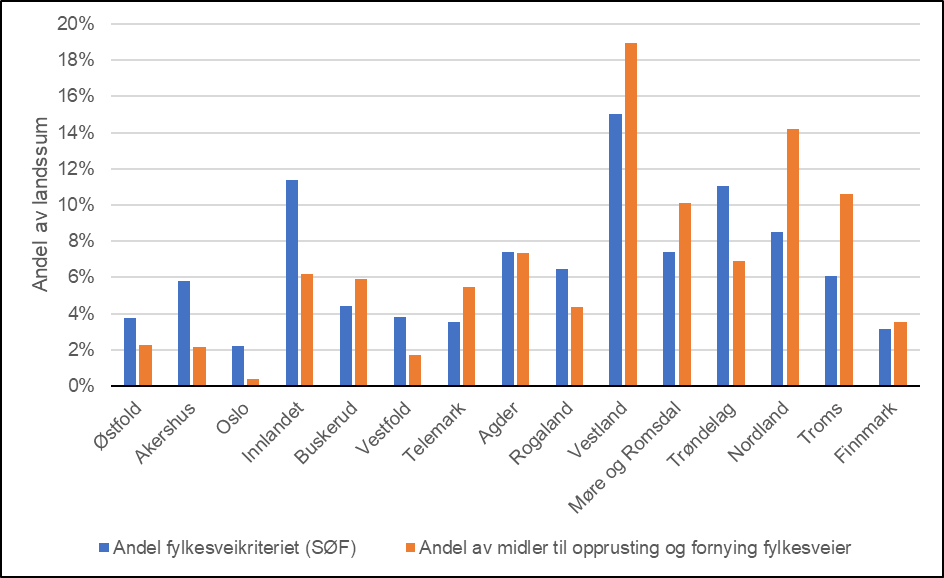 20%
18%
16%
14%
12%
10%
8%
6%
4%
2%
0%
Andel av landssum
Østfold
Akershus
Oslo
Innlandet
Buskerud
Vestfold
Telemark
Agder
Rogaland
Vestland
Møre og Romsdal
Trøndelag
Nordland
Troms
Finnmark
Andel fylkesveikriteriet (SØF)
Andel av midler til opprusting og fornying fylkesveier